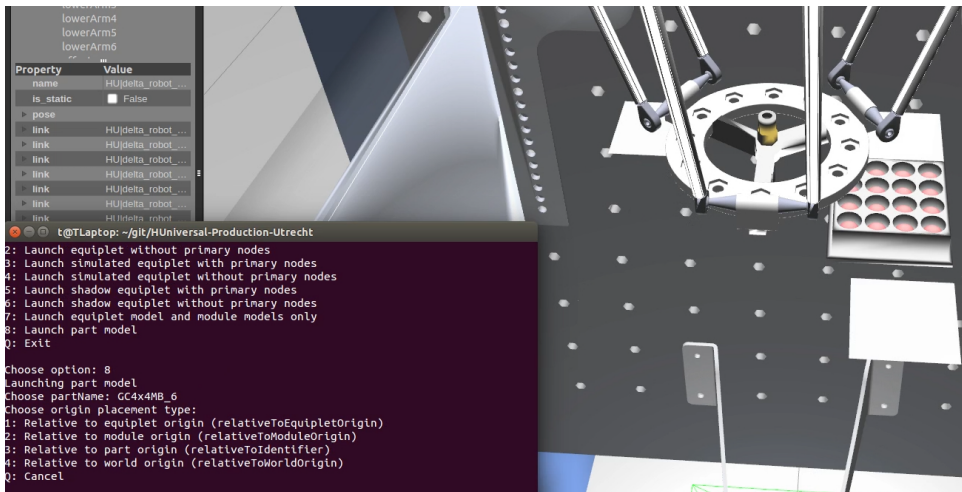 lowerArm4
lowerArm5
lowerArm6
Property Value
name HU|delta_robot_...
is_static False
pose
link HU|delta_robot_...
link HU|delta_robot_...
link HU|delta_robot_...
link HU|delta_robot_...
link HU|delta_robot_...
link HU|delta_robot_...
link HU|delta_robot
t@TLaptop: ~/git/HUniversal-Production-Utrecht
2: Launch equiplet without primary nodes
3: Launch simulated equiplet with primary nodes
4: Launch simulated equiplet without primary nodes
5: Launch shadow equiplet with primary nodes
6: Launch shadow equiplet without primary nodes
7: Launch equiplet model and module models only
8: Launch part model
Q: Exit
Choose option: 8
Launching part model
Choose partName: GC4x4MB_6
Choose origin placement type:
1: Relative to equiplet origin (relativeToEquipletOrigin)
2: Relative to module origin (relativeToModuleOrigin)
3: Relative to part origin (relativeToIdentifier)
4: Relative to world origin (relativeToWorldOrigin)
Q: Cancel